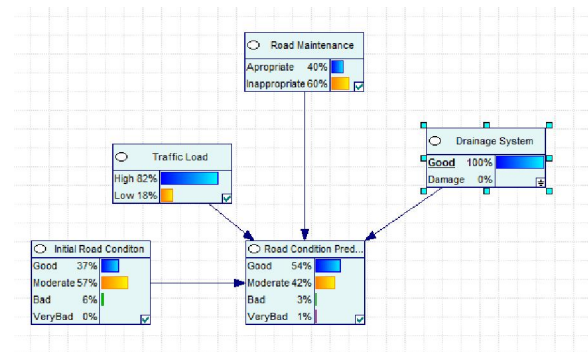 Road Maintenance
Apropriate 40%
Inappropriate 60%
Drainage System
Good 100%
Damage 0%
Traffic Load
High 82%
Low 18%
Initial Road Conditon
Good 37%
Moderate 57%
Bad 6%
VeryBad 0%
Road Condition Pred...
Good 54%
Moderate 42%
Bad 3%
VeryBad 1%